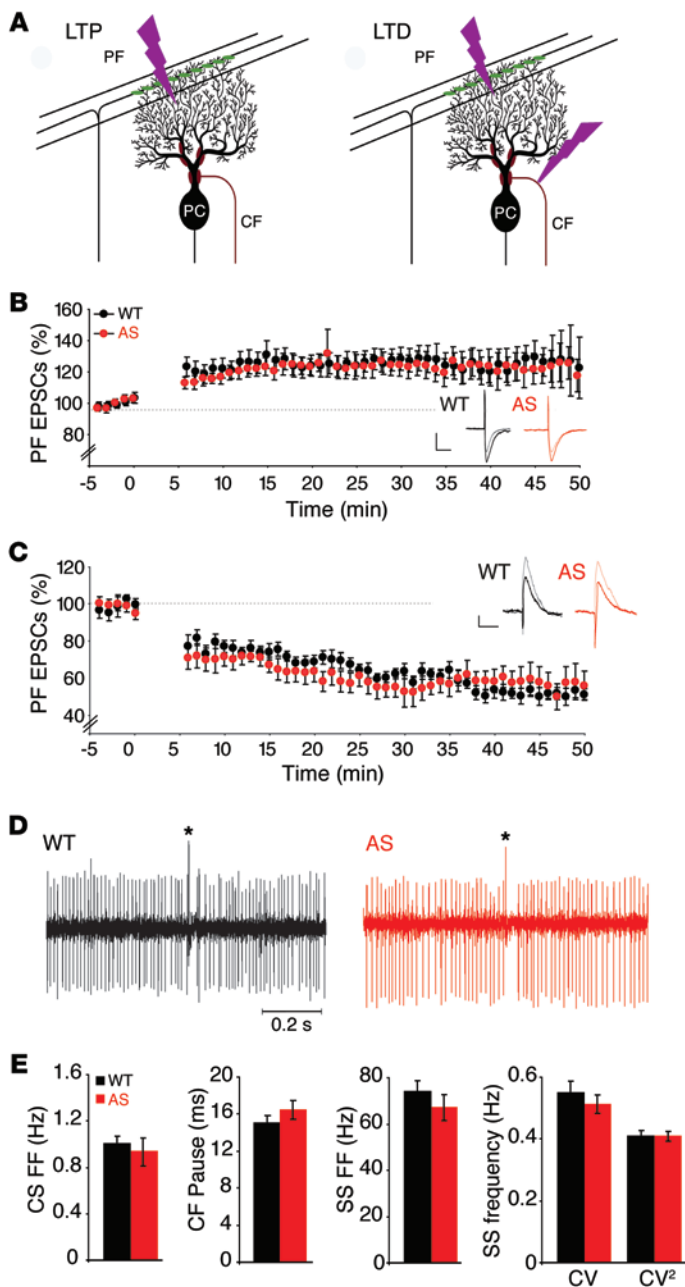 A
LTP
PF
PC
CF
LTD
PF
PC
CF
B
WT
AS
PF EPSCs (%)
160
140
120
100
80
WT AS
-5 0 5 10 15 20 25 30 35 40 45 50
Time (min)
C
PF EPSCs (%)
120
100
80
60
40
WT AS
-5 0 5 10 15 20 25 30 35 40 45 50
Time (min)
D
WT
*
0.2 s
AS
*
E
WT
AS
CS FF (Hz)
1.6
1.2
0.8
0.4
0
CF Pause (ms)
20
16
12
8
4
0
SS FF (Hz)
80
60
40
20
0
SS frequency (Hz)
0.6
0.4
0.2
0
CV CV²